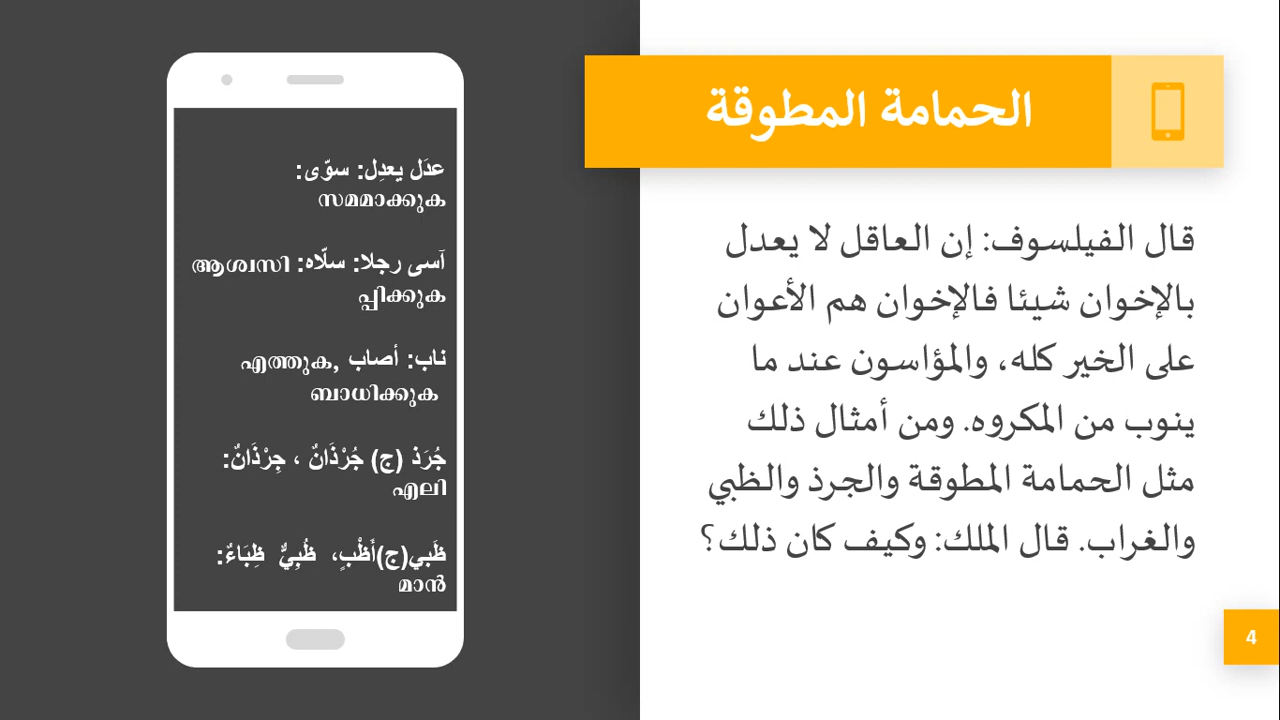 الحمامة المطوقة
قال الفيلسوف: إن العاقل لا يعدل
بالإخوان شيئا فالإخوان هم الأعوان
على الخير كله، والمؤاسون عند ما
ينوب من المكروه. ومن أمثال ذلك
مثل الحمامة المطوقة والجرذ والظبي
والغراب. قال الملك: وكيف كان ذلك؟
عدَل يعدِل: سوّى:
സമമാക്കുക
آسى رجلا: سلّاه: ആശ്വസി
പ്പിക്കുക
ناب: أصاب എത്തുക,
ബാധിക്കുക
جُرَذ (ج) جُرْذَانٌ ، جِرْذَانٌ:
എലി
ظَبي(ج)أَظْبٍ، ظُبِيٌّ ظِبَاءٌ:
മാൻ
4